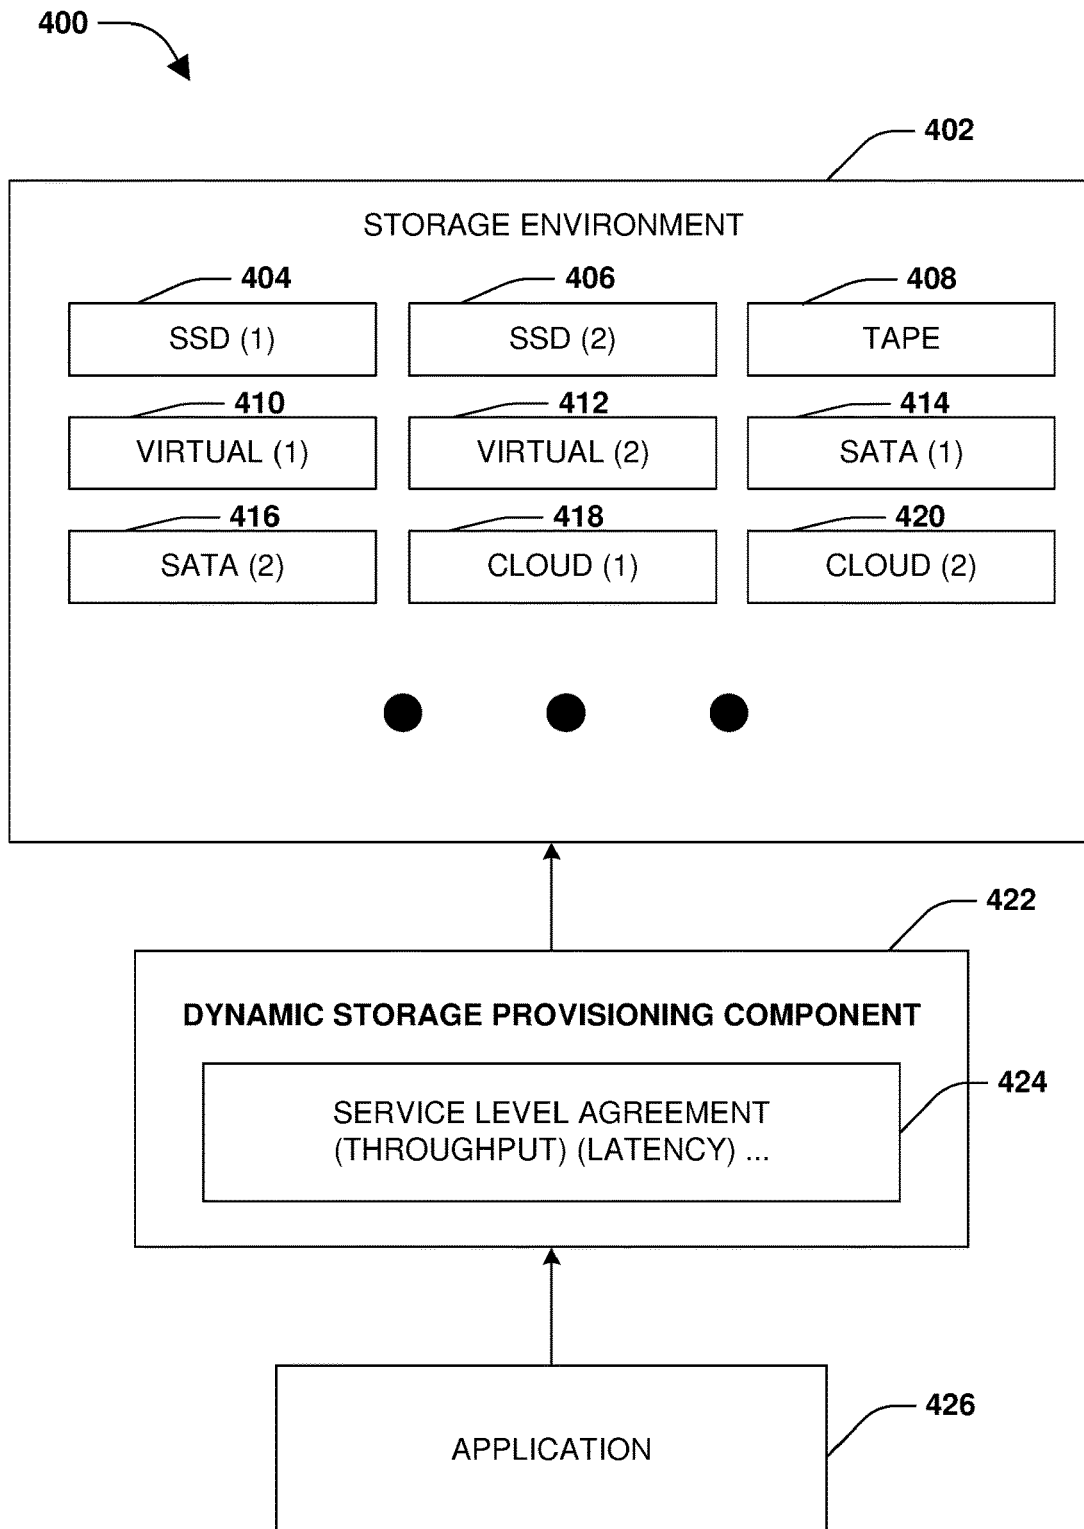 400
402
STORAGE ENVIRONMENT
404 406 408
SSD (1) SSD (2) TAPE
410 412 414
VIRTUAL (1) VIRTUAL (2) SATA (1)
416 418 420
SATA (2) CLOUD (1) CLOUD (2)
422
DYNAMIC STORAGE PROVISIONING COMPONENT
424
SERVICE LEVEL AGREEMENT
(THROUGHPUT) (LATENCY) ...
426
APPLICATION